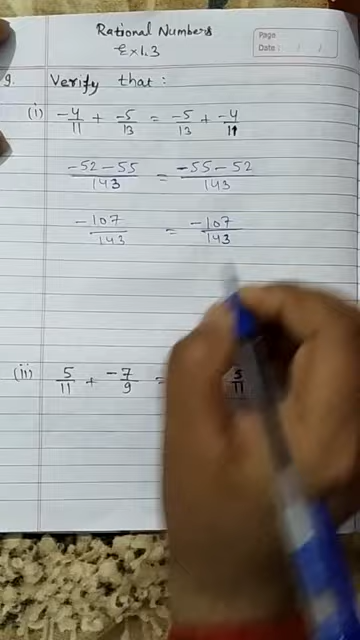 Rational Numbers
Ex 1.3
Page
Date : / /
9. Verify that :
(i) -4/11 + -5/13 = -5/13 + -4/11
-52-55/143 = -55-52/143
-107/143 = -107/143
(ii) 5/11 + -7/9 = 5/11